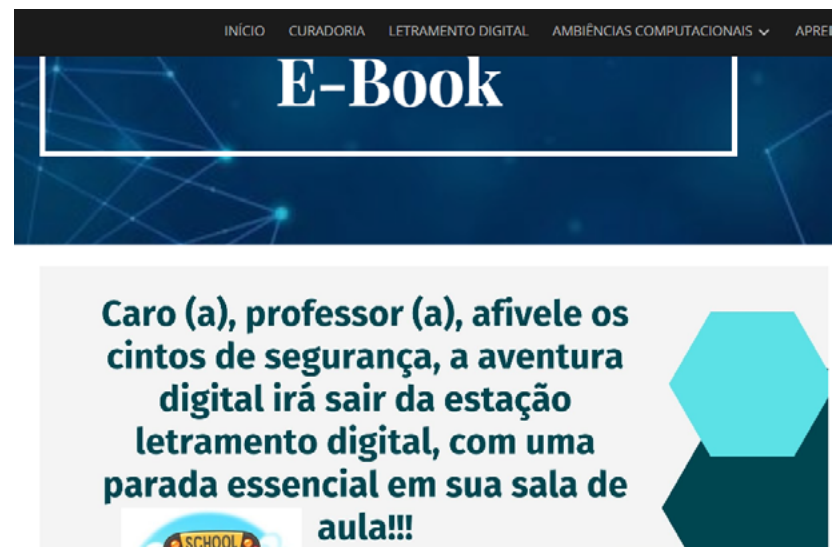 INÍCIO CURADORIA LETRAMENTO DIGITAL AMBIÊNCIAS COMPUTACIONAIS
E-Book
Caro (a), professor (a), afivele os
cintos de segurança, a aventura
digital irá sair da estação
letramento digital, com uma
parada essencial em sua sala de
aula!!!
SCHOOL